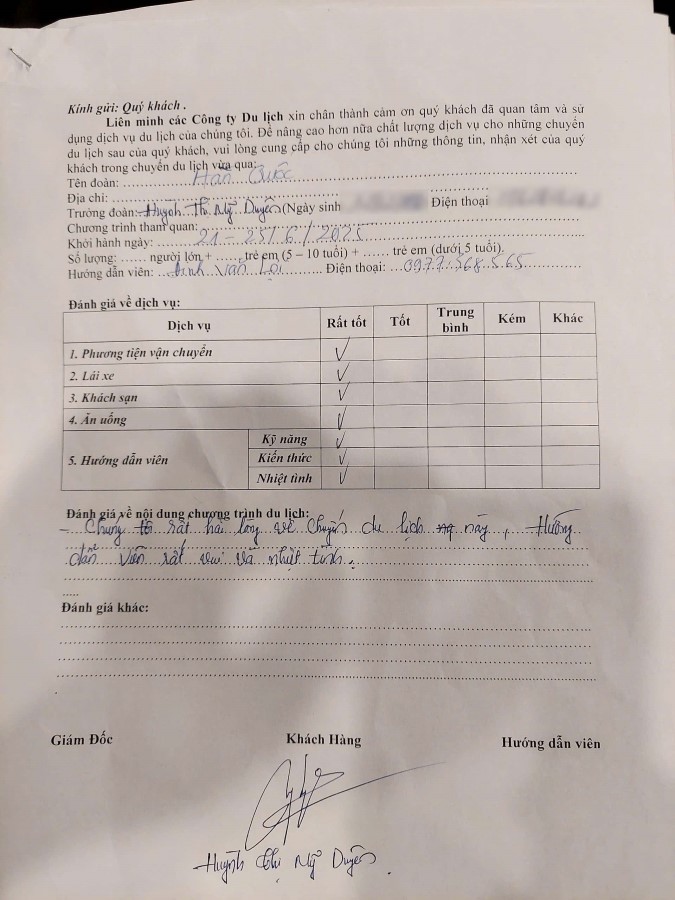 Kính gửi: Quý khách .
Liên minh các Công ty Du lịch xin chân thành cảm ơn quý khách đã quan tâm và sử
dụng dịch vụ du lịch của chúng tôi. Để nâng cao hơn nữa chất lượng dịch vụ cho những chuyến
du lịch sau của quý khách, vui lòng cung cấp cho chúng tôi những thông tin, nhận xét của quý
khách trong chuyến du lịch vừa qua:
Tên đoàn: Hàn Quốc
Địa chỉ:
Trưởng đoàn: Huỳnh Thị Mỹ Duyên (Ngày sinh Điện thoại
Chương trình tham quan:
Khởi hành ngày: 21 - 25/6/2025
Số lượng: ...... người lớn + ...... trẻ em (5 – 10 tuổi) + ...... trẻ em (dưới 5 tuổi).
Hướng dẫn viên: Đinh Văn Lợi Điện thoại: 0977.568.565
Đánh giá về dịch vụ:
Dịch vụ Rất tốt Tốt Trung bình Kém Khác
1. Phương tiện vận chuyển ✓
2. Lái xe ✓
3. Khách sạn ✓
4. Ăn uống ✓
5. Hướng dẫn viên Kỹ năng ✓
Kiến thức ✓
Nhiệt tình ✓
Đánh giá về nội dung chương trình du lịch:
- Chúng tôi rất hài lòng về chuyến du lịch này, Hướng
dẫn viên rất vui và nhiệt tình.
Đánh giá khác:
Giám Đốc Khách Hàng Hướng dẫn viên
Huỳnh Thị Mỹ Duyên